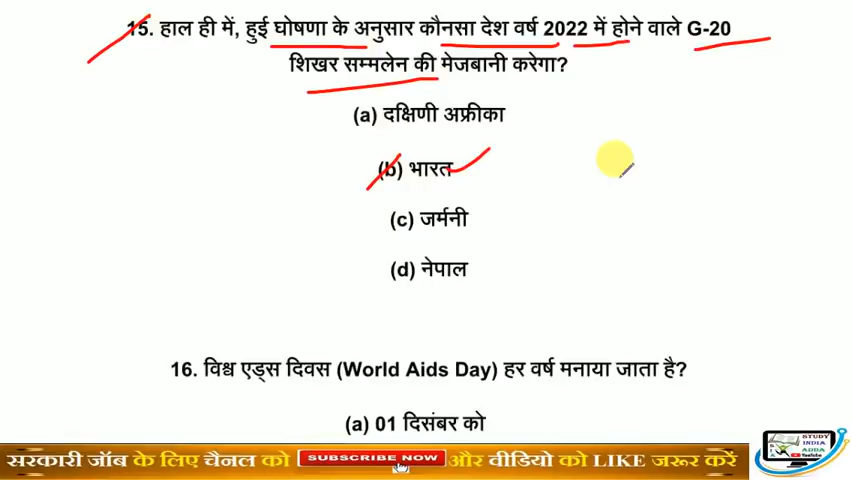 15. हाल ही में, हुई घोषणा के अनुसार कौनसा देश वर्ष 2022 में होने वाले G-20
शिखर सम्मलेन की मेजबानी करेगा?
(a) दक्षिणी अफ्रीका
(b) भारत
(c) जर्मनी
(d) नेपाल
16. विश्व एड्स दिवस (World Aids Day) हर वर्ष मनाया जाता है?
(a) 01 दिसंबर को
सरकारी जॉब के लिए चैनल को SUBSCRIBE NOW और वीडियो को LIKE जरूर करें
STUDY
INDIA
ADDA
YouTube